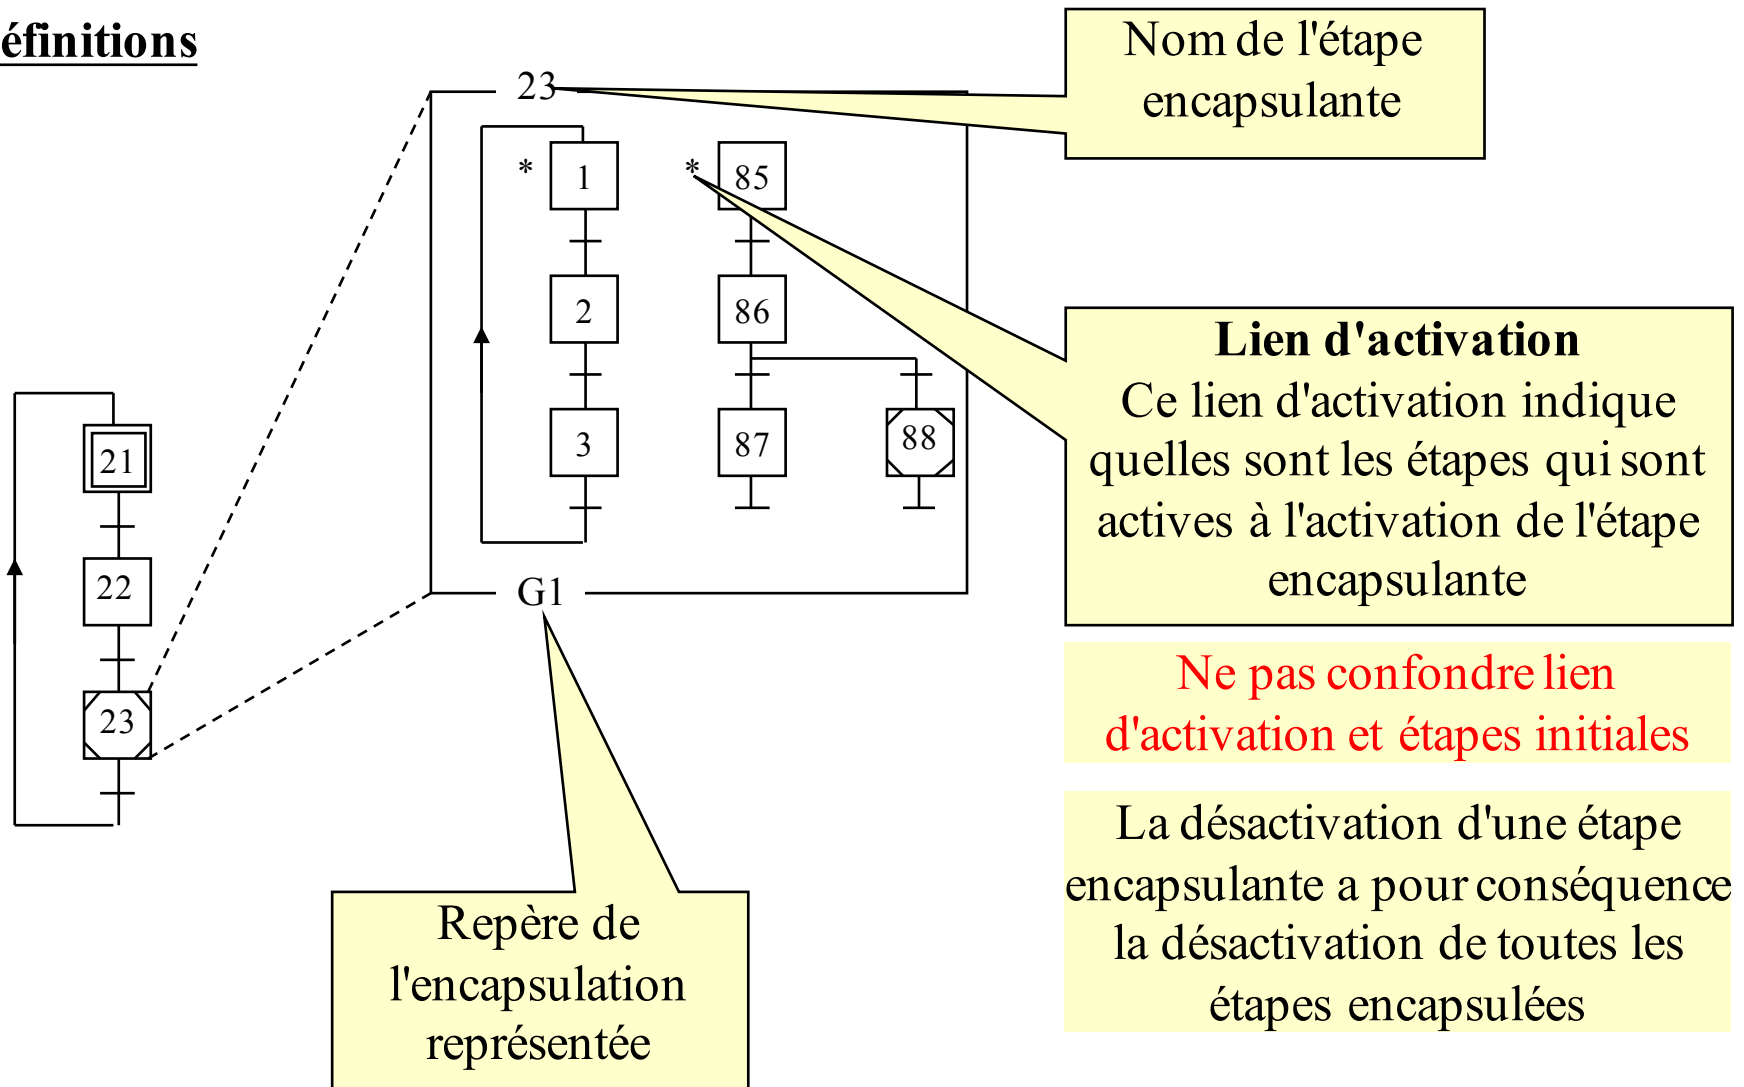 éfinitions
23
Nom de l'étape
encapsulante
* 1
* 85
2
86
3
87
88
G1
21
22
23
Lien d'activation
Ce lien d'activation indique
quelles sont les étapes qui sont
actives à l'activation de l'étape
encapsulante
Ne pas confondre lien
d'activation et étapes initiales
La désactivation d'une étape
encapsulante a pour conséquence
la désactivation de toutes les
étapes encapsulées
Repère de
l'encapsulation
représentée